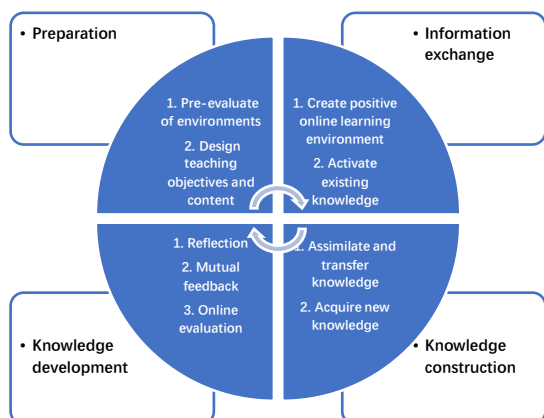 • Preparation
• Information
exchange
1. Pre-evaluate
of environments
2. Design
teaching
objectives and
content
1. Create positive
online learning
environment
2. Activate
existing
knowledge
1. Reflection
2. Mutual
feedback
3. Online
evaluation
1. Assimilate and
transfer
knowledge
2. Acquire new
knowledge
• Knowledge
development
• Knowledge
construction